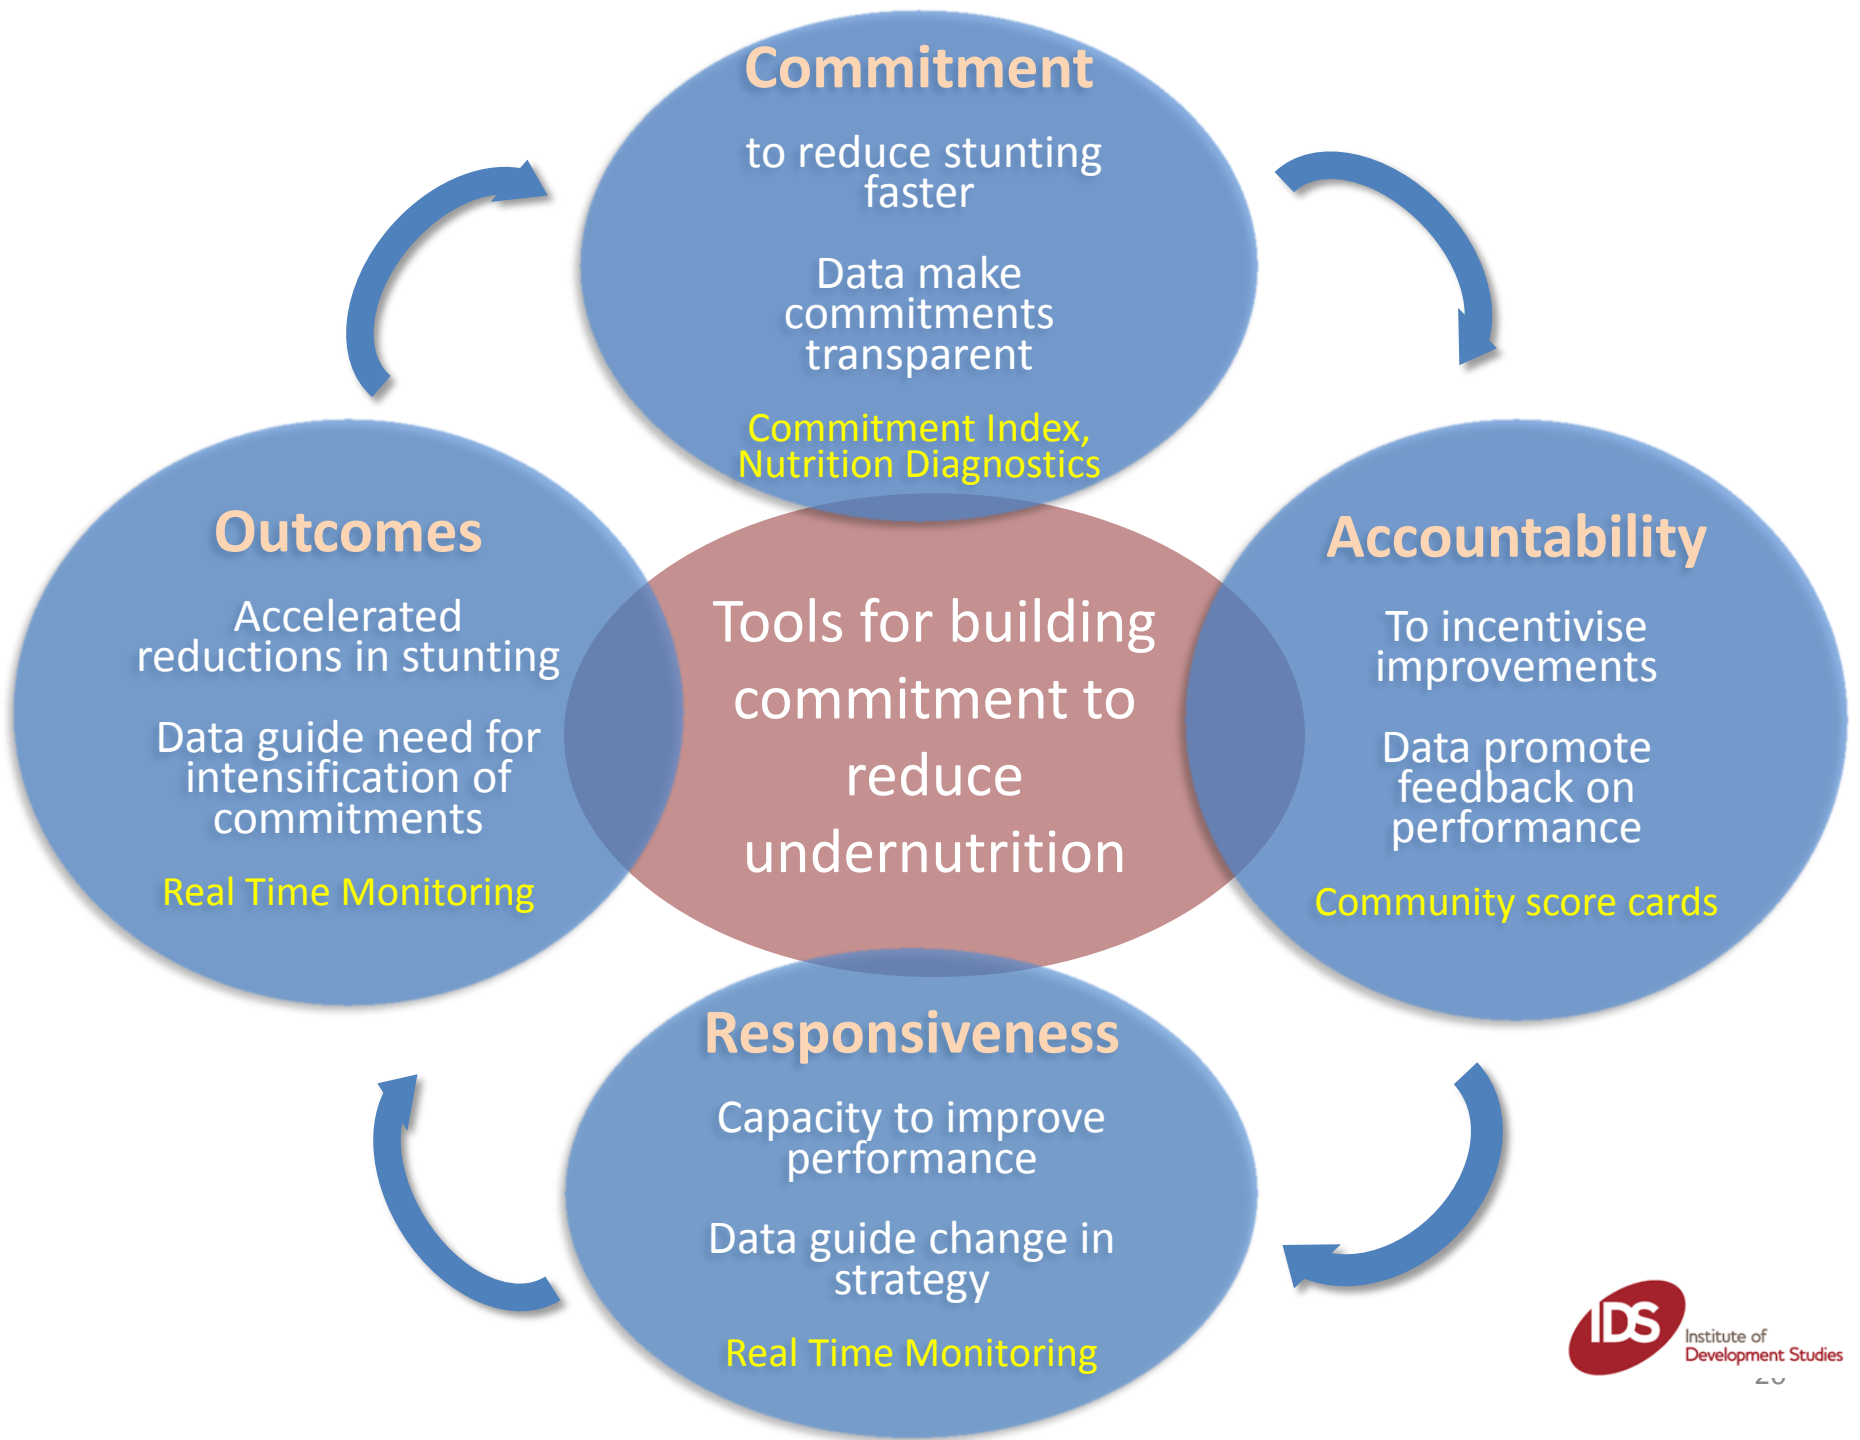 Commitment
to reduce stunting
faster
Data make
commitments
transparent
Commitment Index,
Nutrition Diagnostics
Outcomes
Accelerated
reductions in stunting
Data guide need for
intensification of
commitments
Real Time Monitoring
Tools for building
commitment to
reduce
undernutrition
Accountability
To incentivise
improvements
Data promote
feedback on
performance
Community score cards
Responsiveness
Capacity to improve
performance
Data guide change in
strategy
Real Time Monitoring
IDS
Institute of
Development Studies